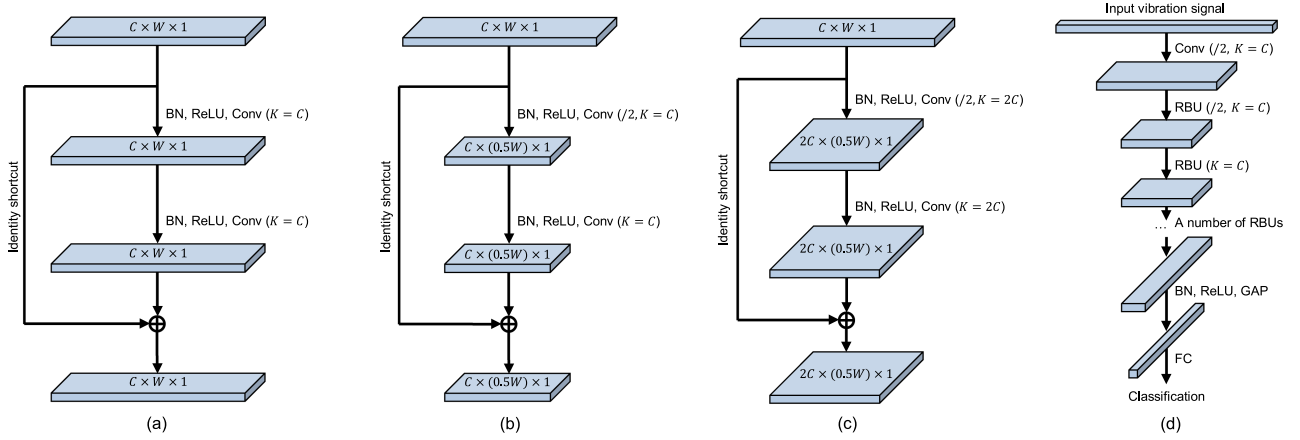 C × W × 1
BN, ReLU, Conv (K = C)
C × W × 1
Identity shortcut
BN, ReLU, Conv (K = C)
C × W × 1
C × W × 1
(a)
C × W × 1
BN, ReLU, Conv (/2, K = C)
C × (0.5W) × 1
Identity shortcut
BN, ReLU, Conv (K = C)
C × (0.5W) × 1
C × (0.5W) × 1
(b)
C × W × 1
BN, ReLU, Conv (/2, K = 2C)
2C × (0.5W) × 1
Identity shortcut
BN, ReLU, Conv (K = 2C)
2C × (0.5W) × 1
2C × (0.5W) × 1
(c)
Input vibration signal
Conv (/2, K = C)
RBU (/2, K = C)
RBU (K = C)
... A number of RBUs
BN, ReLU, GAP
FC
Classification
(d)